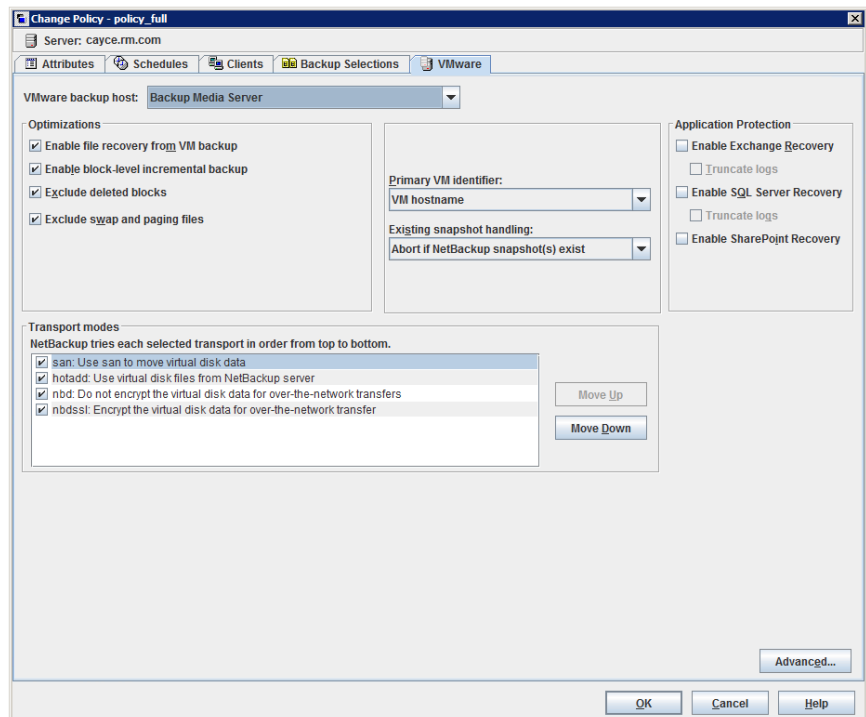 Change Policy - policy_full
Server: cayce.rm.com
Attributes Schedules Clients Backup Selections VMware
VMware backup host: Backup Media Server
Optimizations
Enable file recovery from VM backup
Enable block-level incremental backup
Exclude deleted blocks
Exclude swap and paging files
Primary VM identifier:
VM hostname
Existing snapshot handling:
Abort if NetBackup snapshot(s) exist
Application Protection
Enable Exchange Recovery
Truncate logs
Enable SQL Server Recovery
Truncate logs
Enable SharePoint Recovery
Transport modes
NetBackup tries each selected transport in order from top to bottom.
san: Use san to move virtual disk data
hotadd: Use virtual disk files from NetBackup server
nbd: Do not encrypt the virtual disk data for over-the-network transfers
nbdssl: Encrypt the virtual disk data for over-the-network transfer
Move Up
Move Down
Advanced...
OK Cancel Help